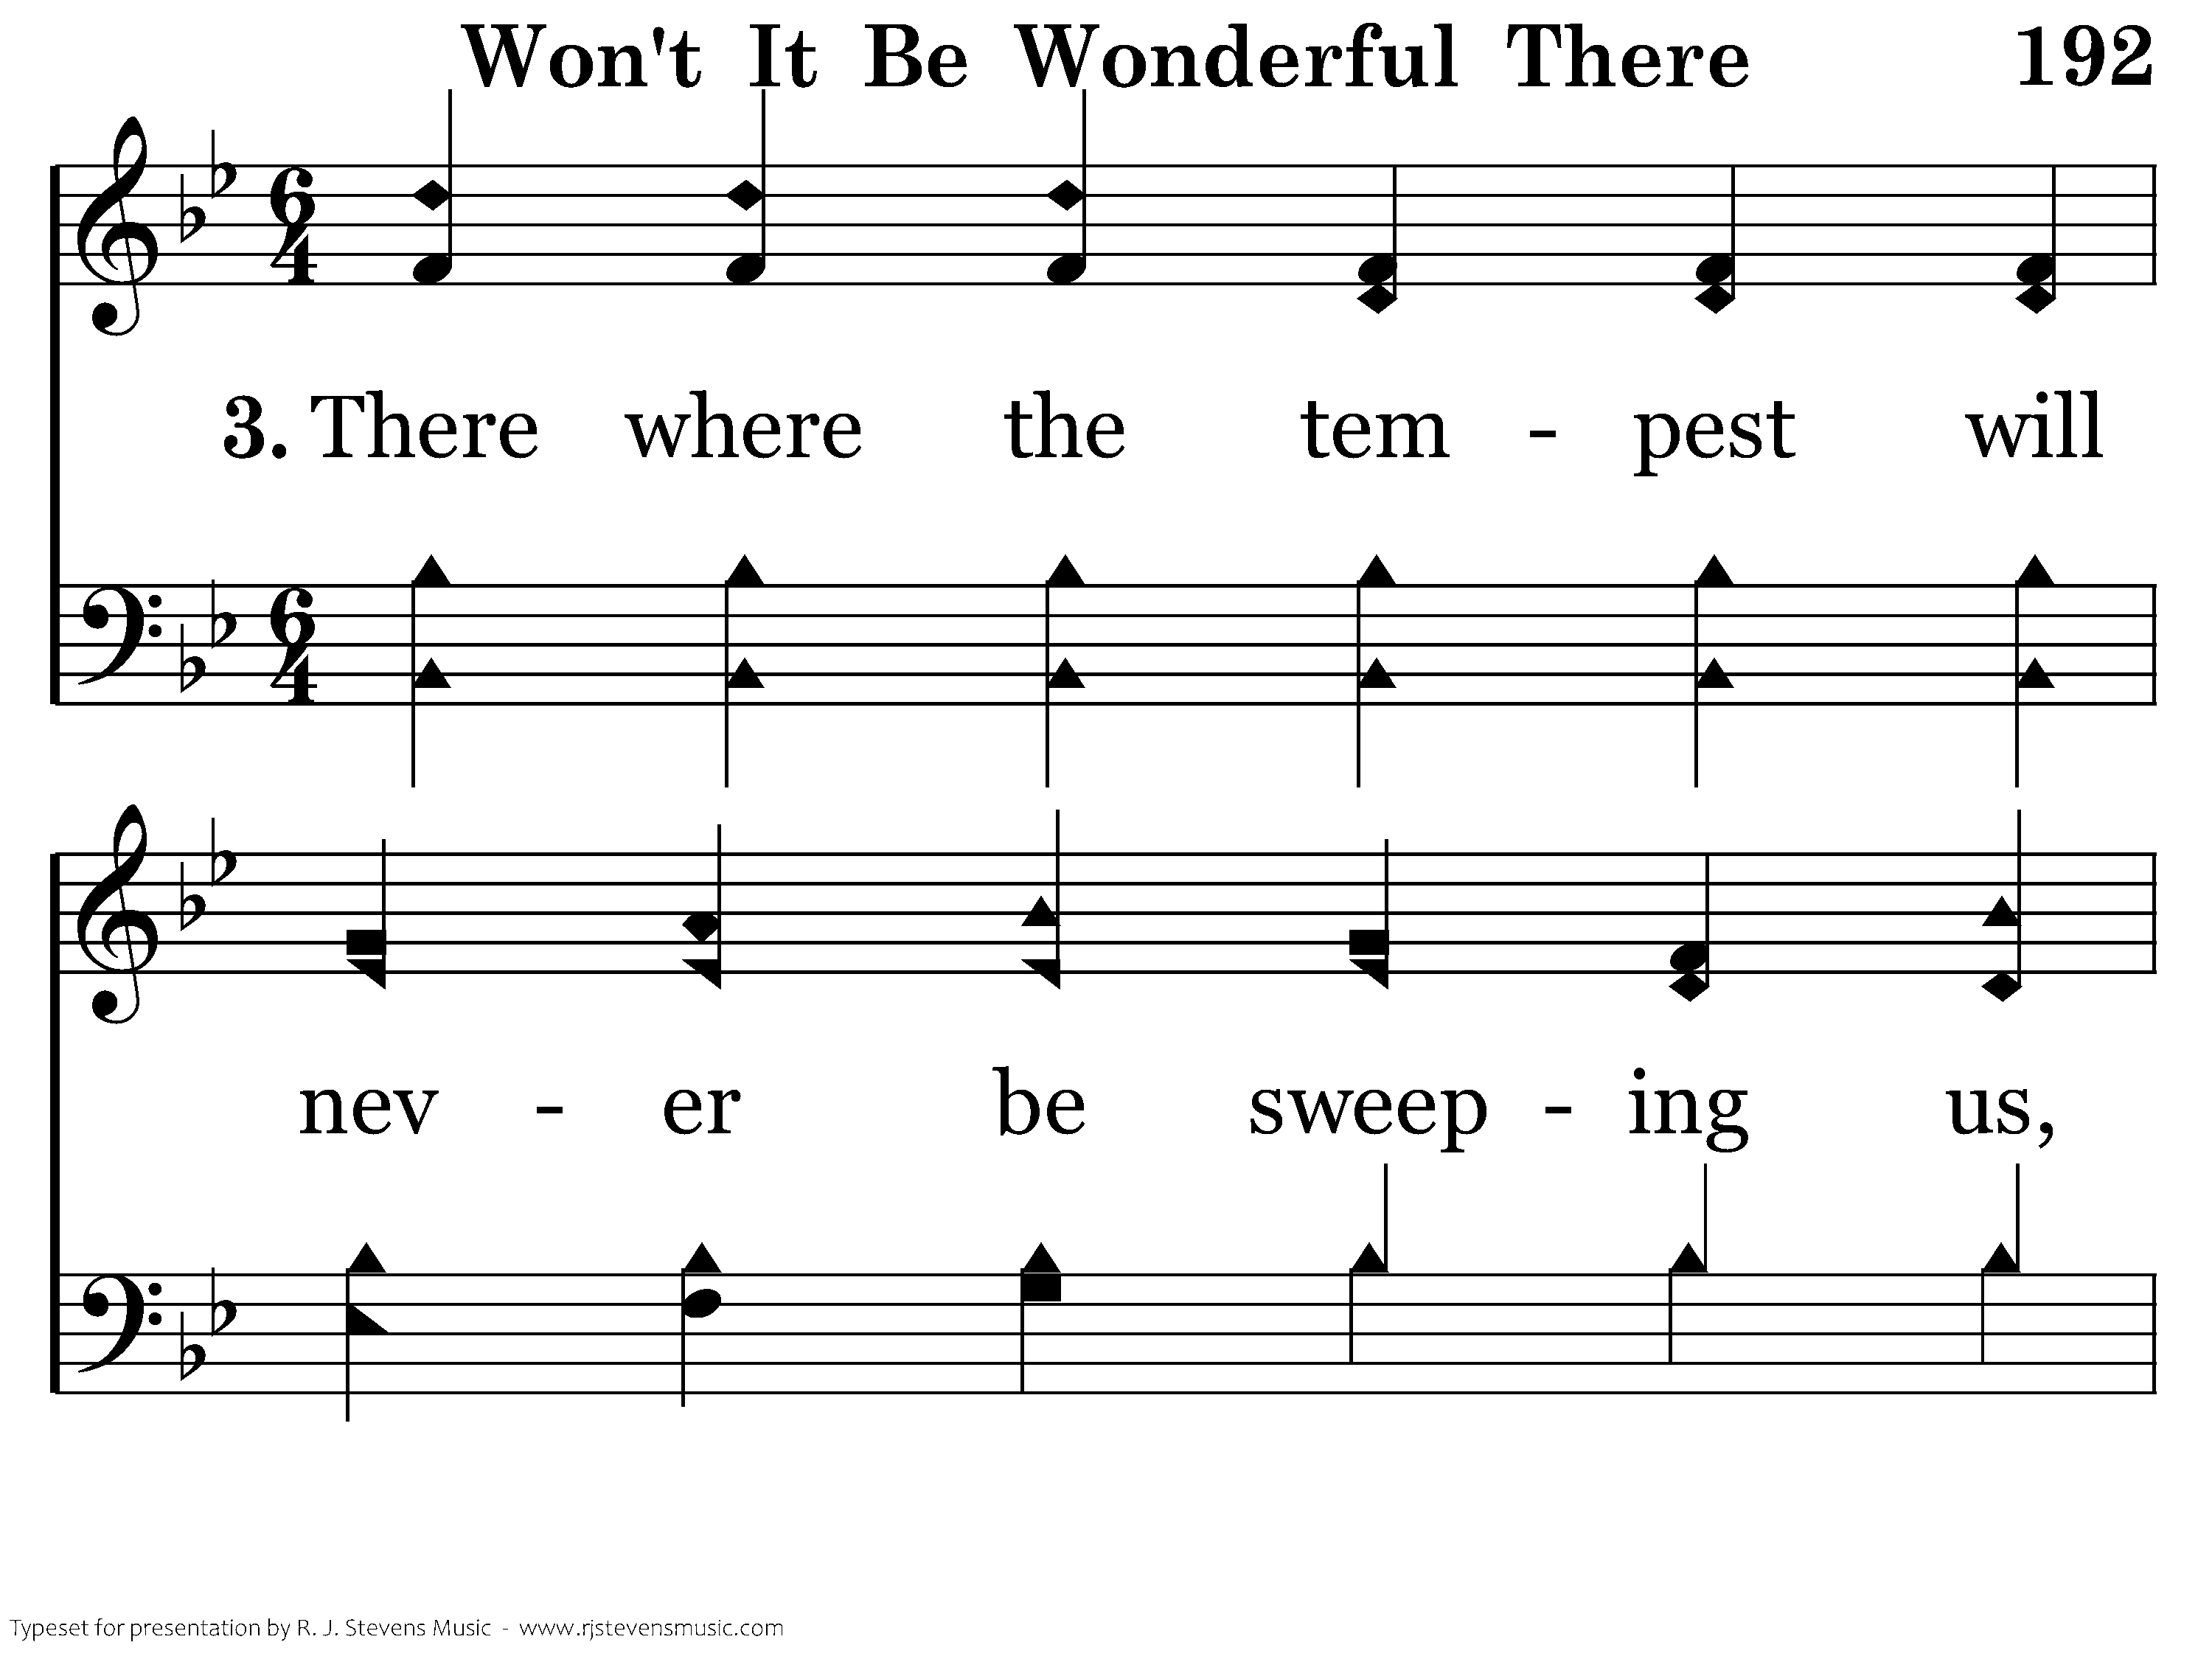 Won't It Be Wonderful There 192
3. There where the tem - pest will
nev - er be sweep - ing us,
Typeset for presentation by R. J. Stevens Music - www.rjstevensmusic.com